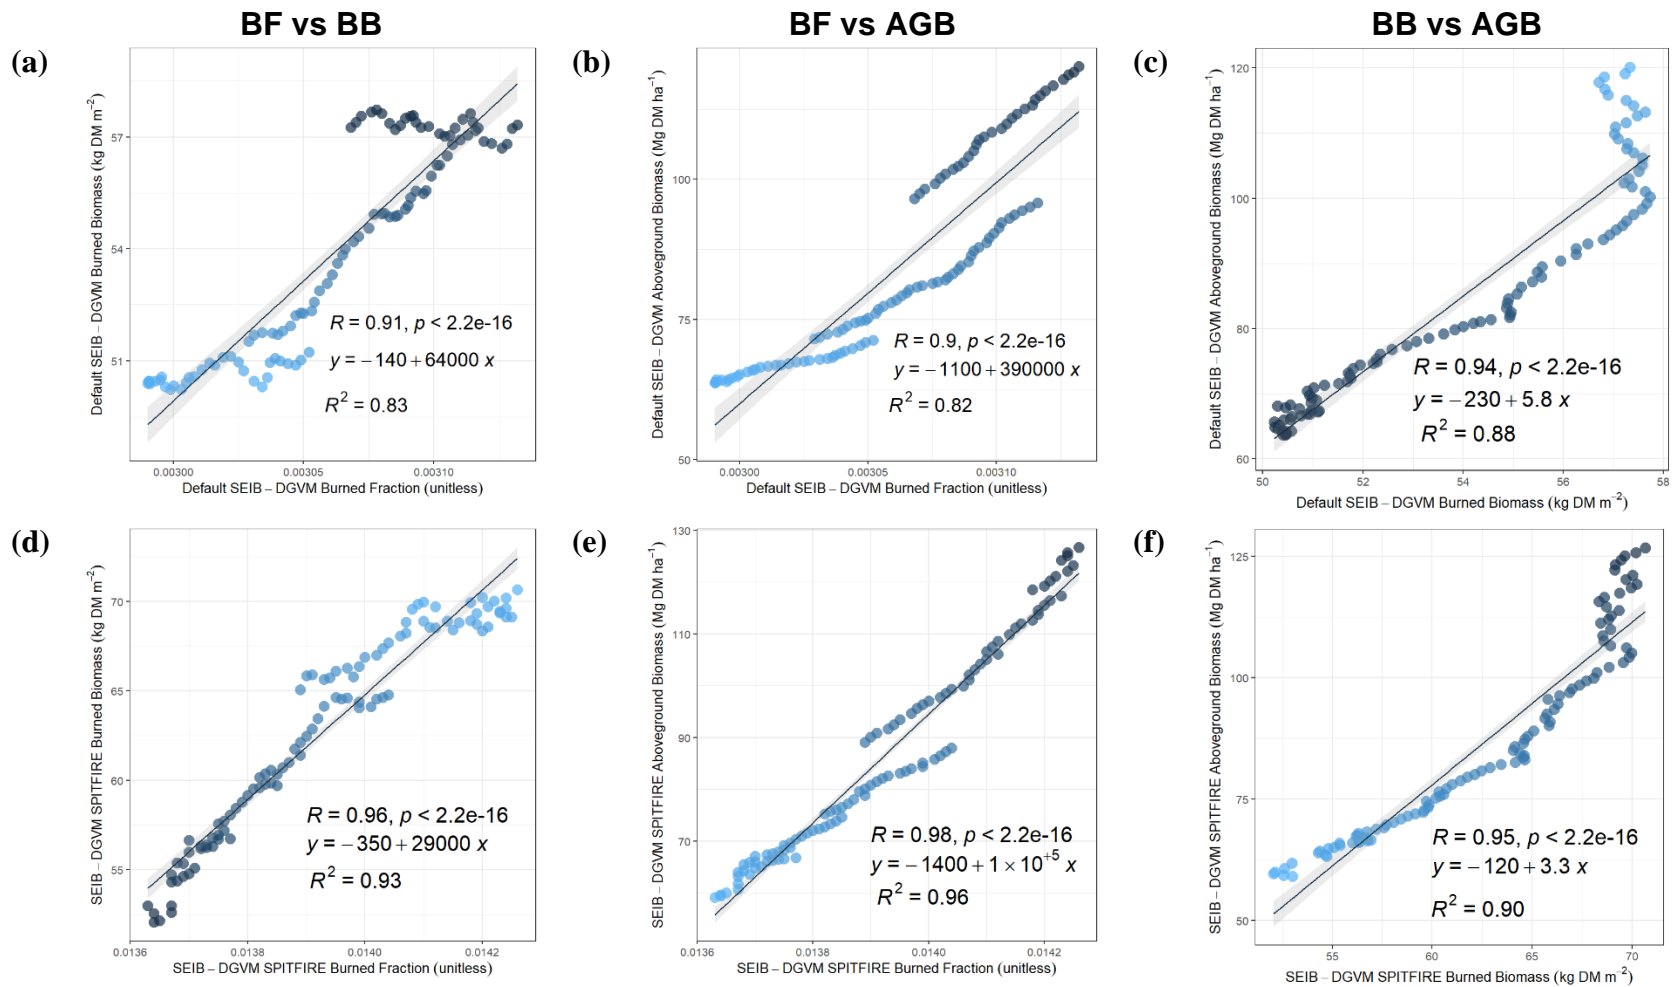 BF vs BB
BF vs AGB
BB vs AGB
(a)
Default SEIB – DGVM Burned Biomass (kg DM m⁻²)
57
54
51
R = 0.91, p < 2.2e-16
y = −140 + 64000 x
R² = 0.83
0.00300
0.00305
0.00310
Default SEIB – DGVM Burned Fraction (unitless)
(b)
Default SEIB – DGVM Aboveground Biomass (Mg DM ha⁻¹)
100
75
50
R = 0.9, p < 2.2e-16
y = −1100 + 390000 x
R² = 0.82
0.00300
0.00305
0.00310
Default SEIB – DGVM Burned Fraction (unitless)
(c)
Default SEIB – DGVM Aboveground Biomass (Mg DM ha⁻¹)
120
100
80
60
R = 0.94, p < 2.2e-16
y = −230 + 5.8 x
R² = 0.88
50
52
54
56
58
Default SEIB – DGVM Burned Biomass (kg DM m⁻²)
(d)
SEIB – DGVM SPITFIRE Burned Biomass (kg DM m⁻²)
70
65
60
55
R = 0.96, p < 2.2e-16
y = −350 + 29000 x
R² = 0.93
0.0136
0.0138
0.0140
0.0142
SEIB – DGVM SPITFIRE Burned Fraction (unitless)
(e)
SEIB – DGVM SPITFIRE Aboveground Biomass (Mg DM ha⁻¹)
130
110
90
70
R = 0.98, p < 2.2e-16
y = −1400 + 1 × 10⁺⁵ x
R² = 0.96
0.0136
0.0138
0.0140
0.0142
SEIB – DGVM SPITFIRE Burned Fraction (unitless)
(f)
SEIB – DGVM SPITFIRE Aboveground Biomass (Mg DM ha⁻¹)
125
100
75
50
R = 0.95, p < 2.2e-16
y = −120 + 3.3 x
R² = 0.90
55
60
65
70
SEIB – DGVM SPITFIRE Burned Biomass (kg DM m⁻²)